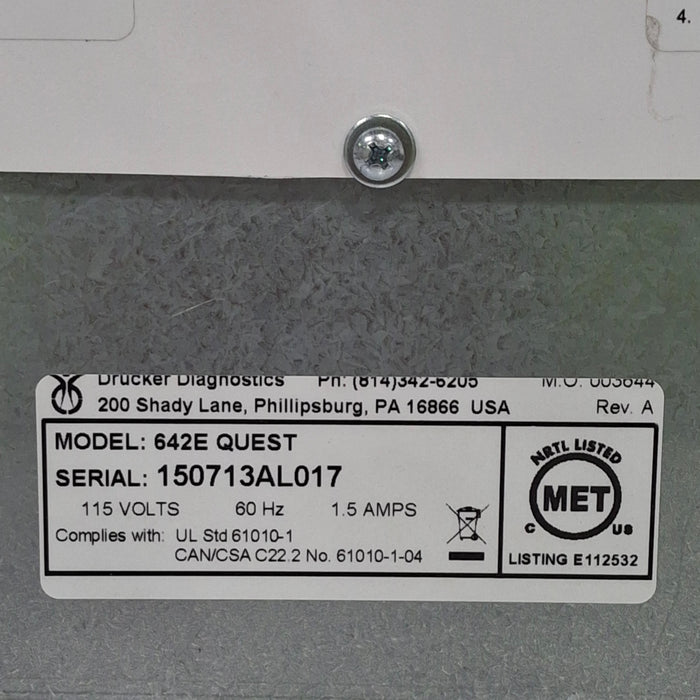 4.
Drucker Diagnostics Ph: (814)342-6205 M.O. 003644
200 Shady Lane, Phillipsburg, PA 16866 USA Rev. A
MODEL: 642E QUEST
SERIAL: 150713AL017
115 VOLTS 60 Hz 1.5 AMPS
Complies with: UL Std 61010-1
CAN/CSA C22.2 No. 61010-1-04
NRTL LISTED
MET
C US
LISTING E112532